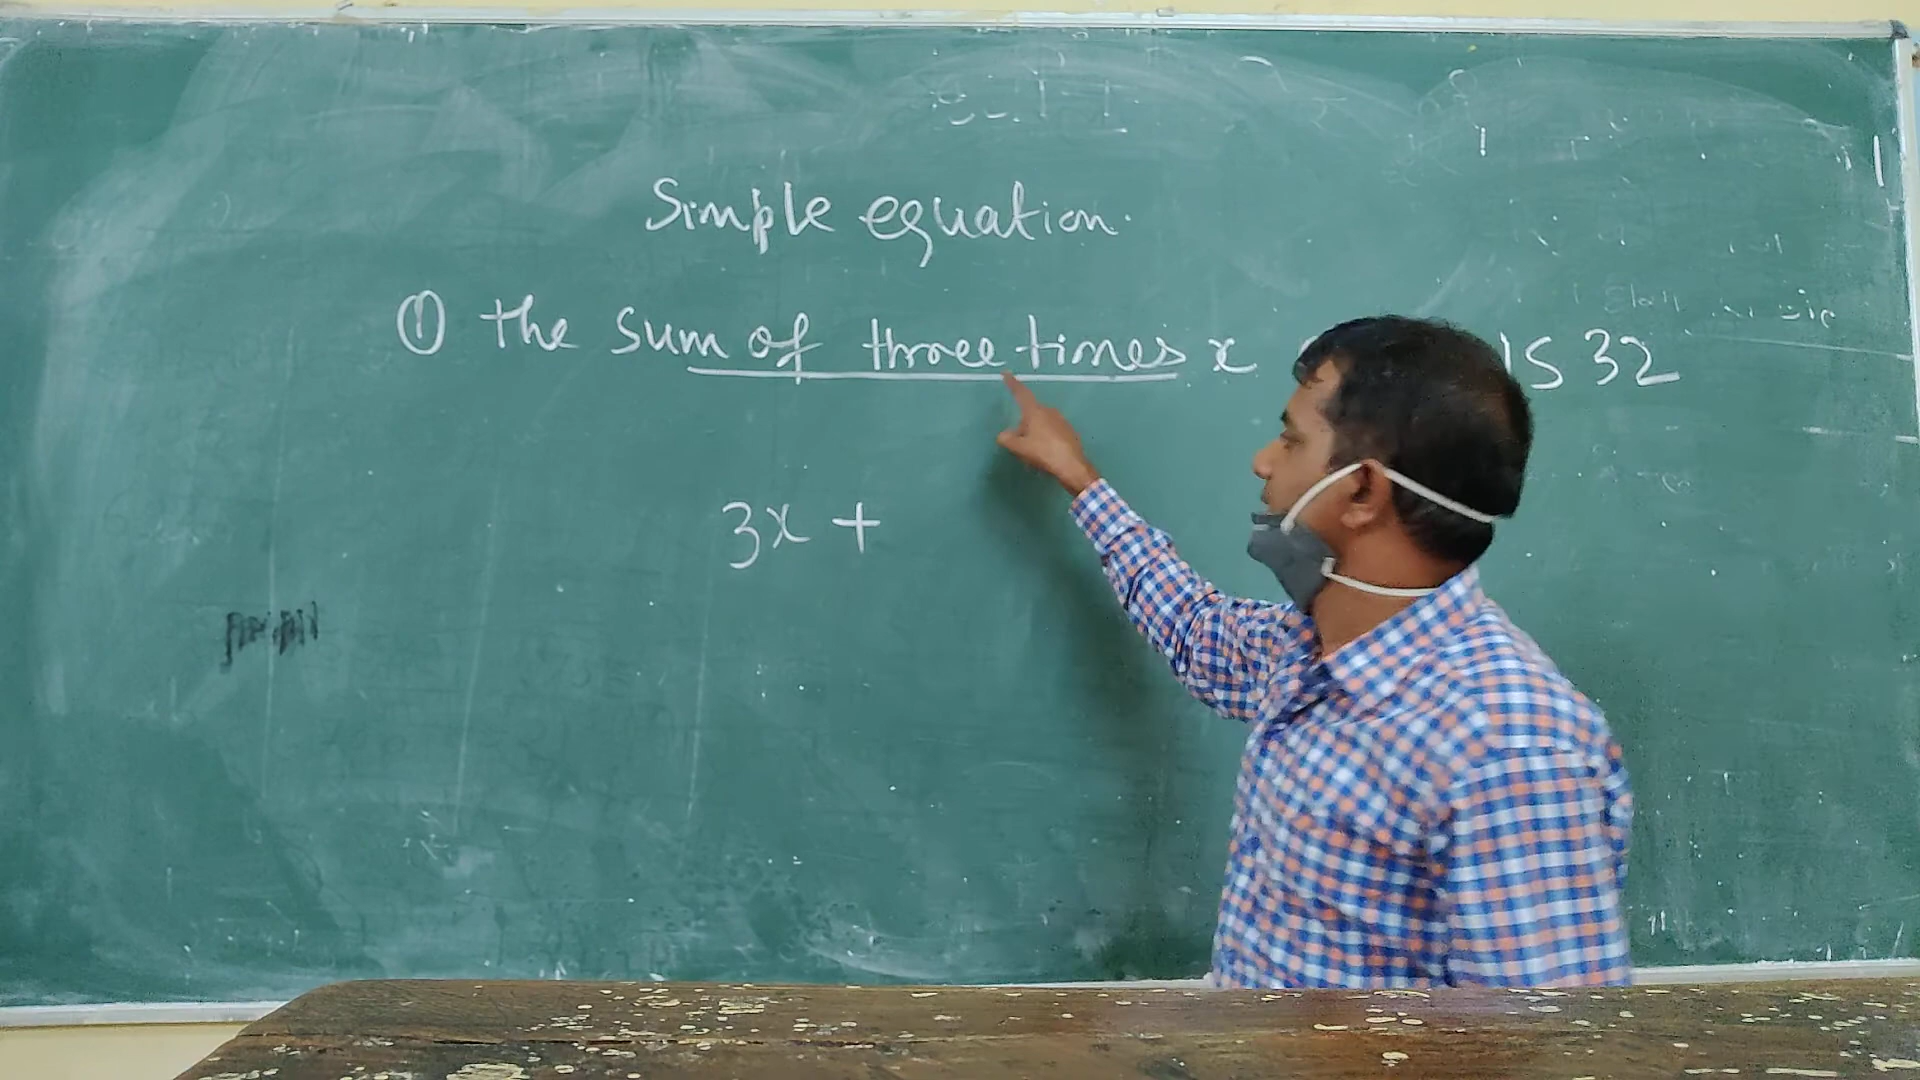 Simple equation.
① the sum of three times x is 32
3x +